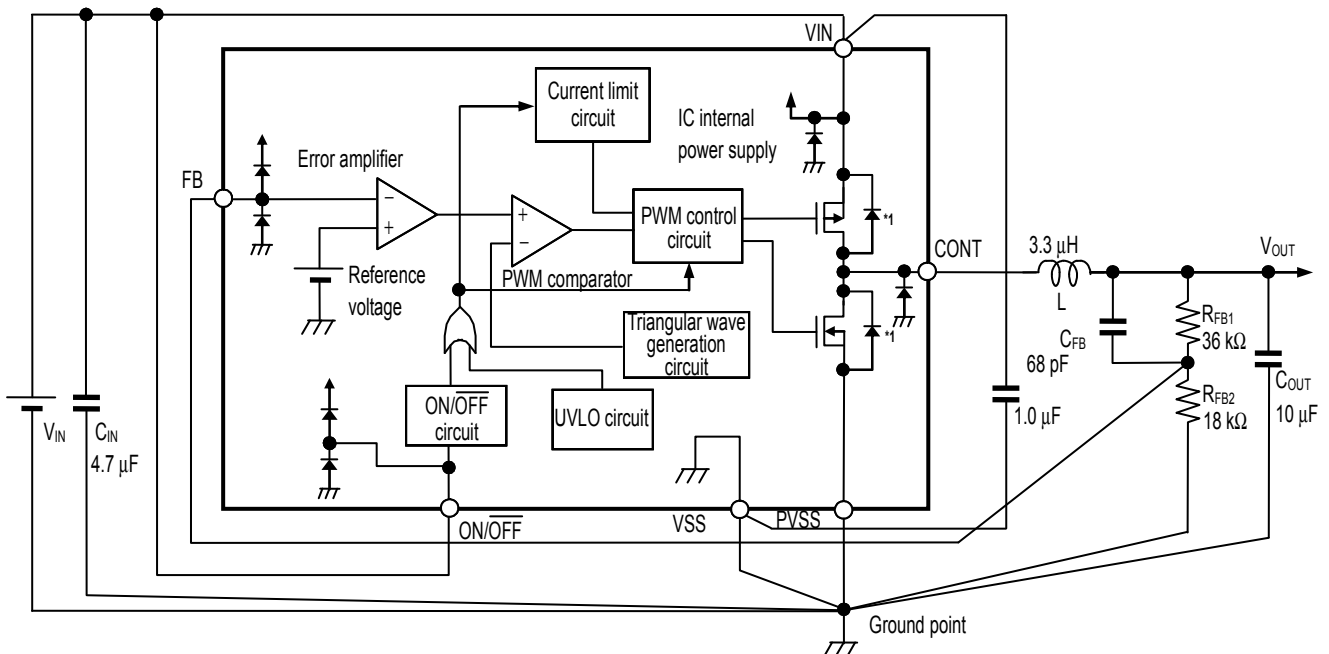 VIN
Current limit
circuit
IC internal
power supply
Error amplifier
FB
−
+
+
−
PWM control
circuit
*1
CONT
3.3 μH
L
VOUT
Reference
voltage
PWM comparator
*1
Triangular wave
generation
circuit
CFB
68 pF
RFB1
36 kΩ
RFB2
18 kΩ
COUT
10 μF
1.0 μF
ON/OFF
circuit
UVLO circuit
VIN
CIN
4.7 μF
ON/OFF
VSS
PVSS
Ground point